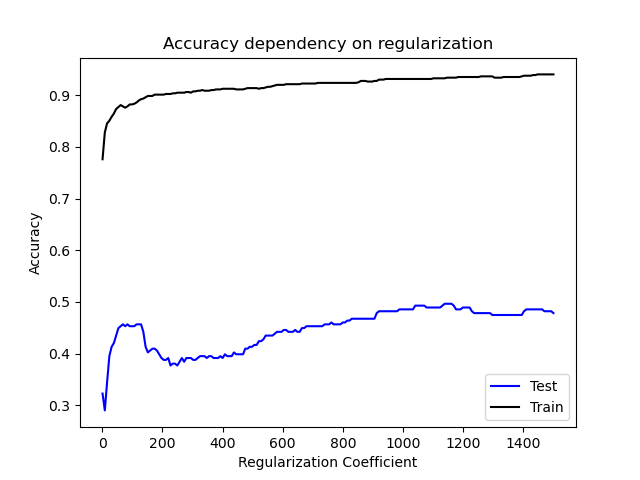 Accuracy dependency on regularization
0.9
0.8
0.7
0.6
0.5
0.4
0.3
Accuracy
0 200 400 600 800 1000 1200 1400
Regularization Coefficient
Test
Train